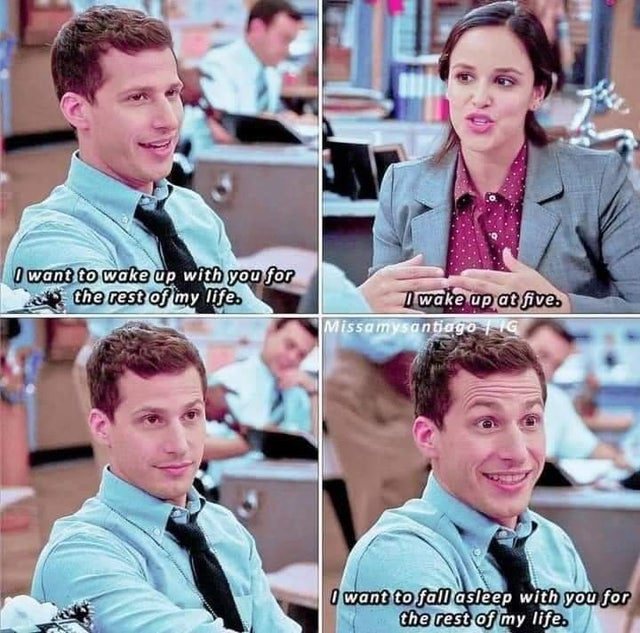 I want to wake up with you for
the rest of my life.
I wake up at five.
Missamysantiago | IG
I want to fall asleep with you for
the rest of my life.